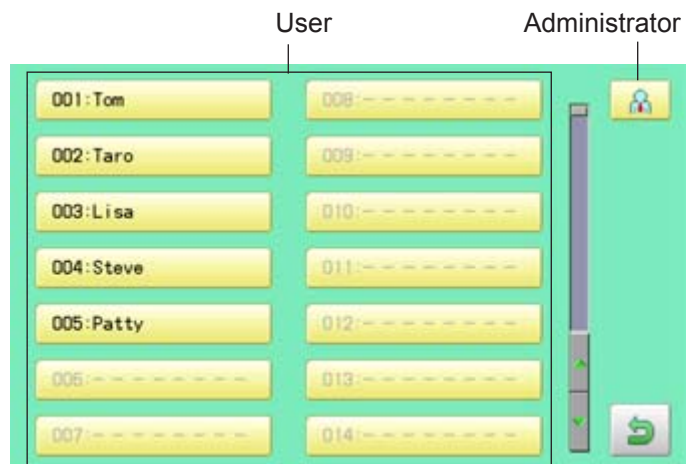 User Administrator
001:Tom
002:Taro
003:Lisa
004:Steve
005:Patty
006:- - - - - - - -
007:- - - - - - - -
008:- - - - - - - -
009:- - - - - - - -
010:- - - - - - - -
011:- - - - - - - -
012:- - - - - - - -
013:- - - - - - - -
014:- - - - - - - -